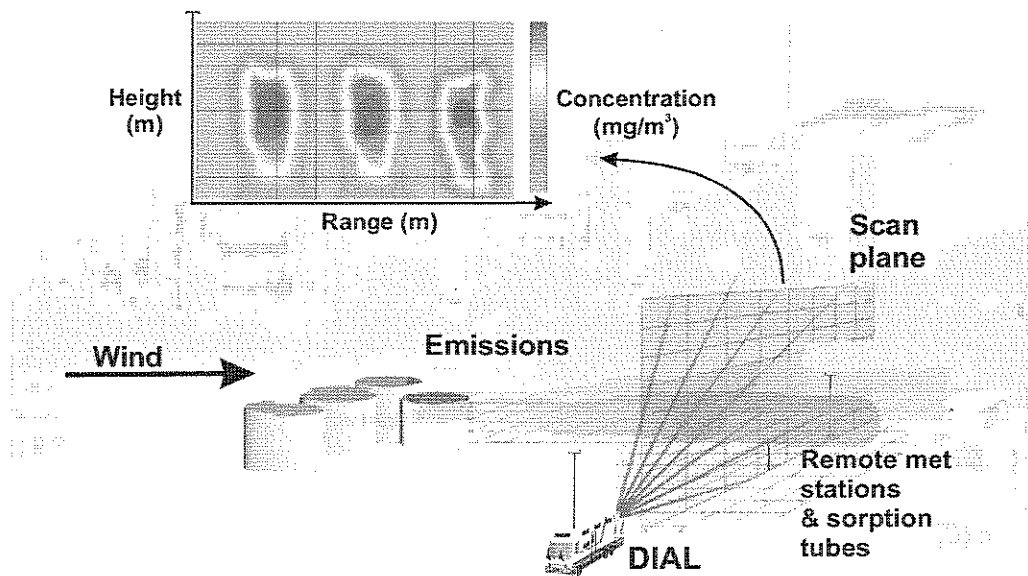 Height
(m)
Concentration
(mg/m³)
Range (m)
Scan
plane
Emissions
Wind
Remote met
stations
& sorption
tubes
DIAL